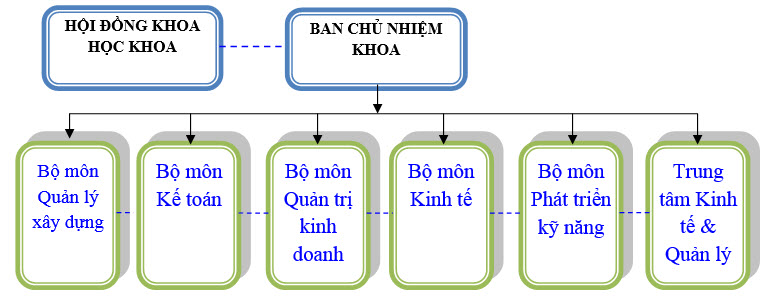 HỘI ĐỒNG KHOA
HỌC KHOA
BAN CHỦ NHIỆM
KHOA
Bộ môn
Quản lý
xây dựng
Bộ môn
Kế toán
Bộ môn
Quản trị
kinh
doanh
Bộ môn
Kinh tế
Bộ môn
Phát triển
kỹ năng
Trung
tâm Kinh
tế &
Quản lý